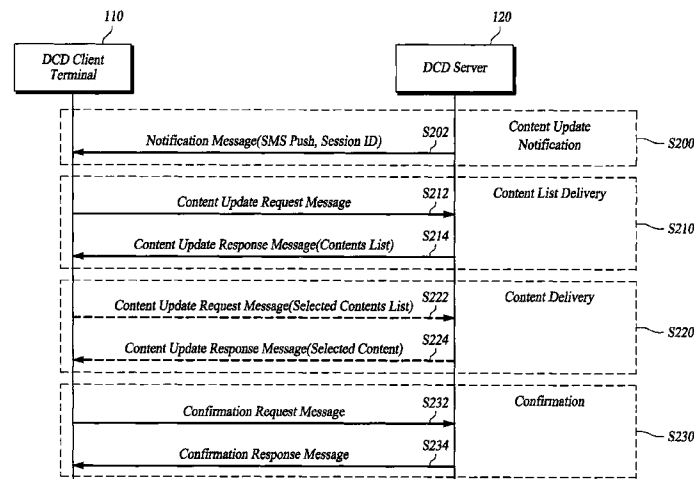 110
120
DCD Client
Terminal
DCD Server
Notification Message(SMS Push, Session ID)
S202
Content Update
Notification
S200
Content Update Request Message
S212
Content List Delivery
S210
Content Update Response Message(Contents List)
S214
Content Update Request Message(Selected Contents List)
S222
Content Delivery
S220
Content Update Response Message(Selected Content)
S224
Confirmation Request Message
S232
Confirmation
S230
Confirmation Response Message
S234